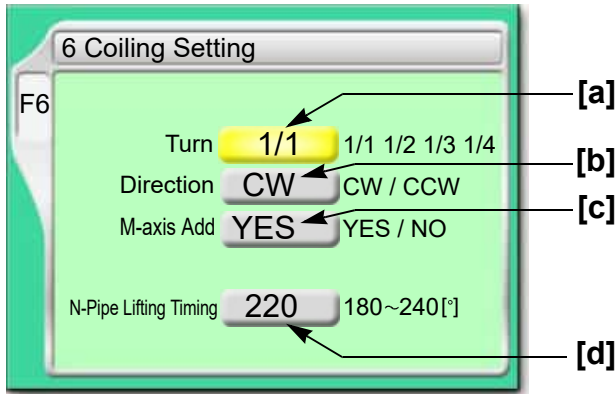 6 Coiling Setting
F6
[a]
Turn 1/1 1/1 1/2 1/3 1/4
[b]
Direction CW CW / CCW
[c]
M-axis Add YES YES / NO
N-Pipe Lifting Timing 220 180~240[°]
[d]